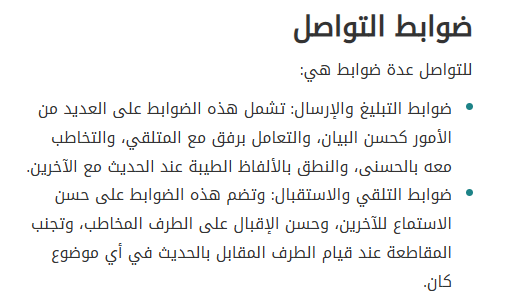 ضوابط التواصل
للتواصل عدة ضوابط هي:
ضوابط التبليغ والإرسال: تشمل هذه الضوابط على العديد من
الأمور كحسن البيان، والتعامل برفق مع المتلقي، والتخاطب
معه بالحسنى، والنطق بالألفاظ الطيبة عند الحديث مع الآخرين.
ضوابط التلقي والاستقبال: وتضم هذه الضوابط على حسن
الاستماع للآخرين، وحسن الإقبال على الطرف المخاطب، وتجنب
المقاطعة عند قيام الطرف المقابل بالحديث في أي موضوع
كان.